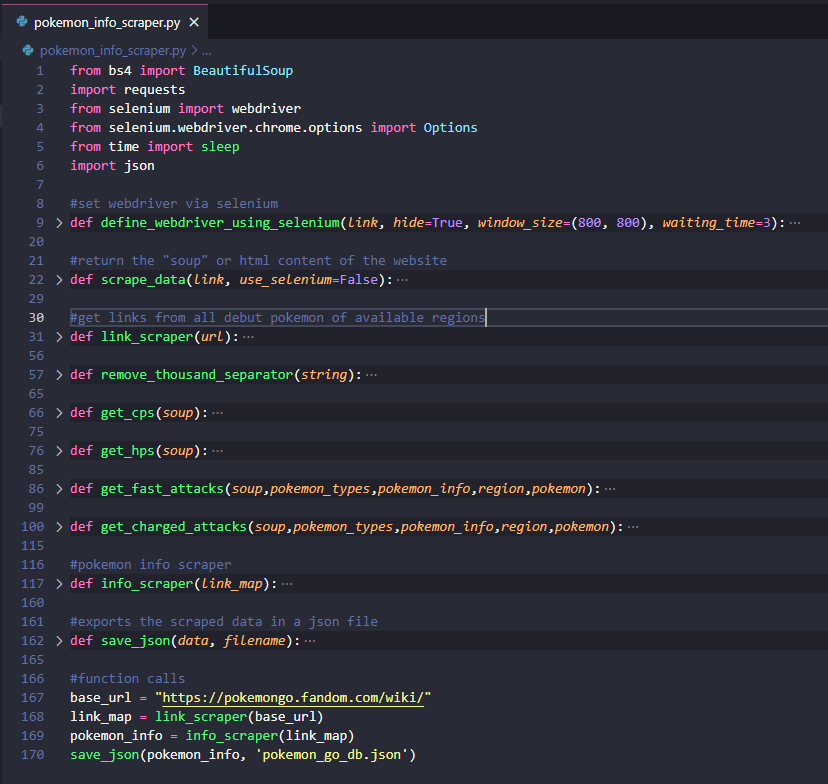 pokemon_info_scraper.py ×
pokemon_info_scraper.py > ...
1 from bs4 import BeautifulSoup
2 import requests
3 from selenium import webdriver
4 from selenium.webdriver.chrome.options import Options
5 from time import sleep
6 import json
7
8 #set webdriver via selenium
9 > def define_webdriver_using_selenium(link, hide=True, window_size=(800, 800), waiting_time=3): ···
20
21 #return the "soup" or html content of the website
22 > def scrape_data(link, use_selenium=False): ···
29
30 #get links from all debut pokemon of available regions
31 > def link_scraper(url): ···
56
57 > def remove_thousand_separator(string): ···
65
66 > def get_cps(soup): ···
75
76 > def get_hps(soup): ···
85
86 > def get_fast_attacks(soup,pokemon_types,pokemon_info,region,pokemon): ···
99
100 > def get_charged_attacks(soup,pokemon_types,pokemon_info,region,pokemon): ···
115
116 #pokemon info scraper
117 > def info_scraper(link_map): ···
160
161 #exports the scraped data in a json file
162 > def save_json(data, filename): ···
165
166 #function calls
167 base_url = "https://pokemongo.fandom.com/wiki/"
168 link_map = link_scraper(base_url)
169 pokemon_info = info_scraper(link_map)
170 save_json(pokemon_info, 'pokemon_go_db.json')